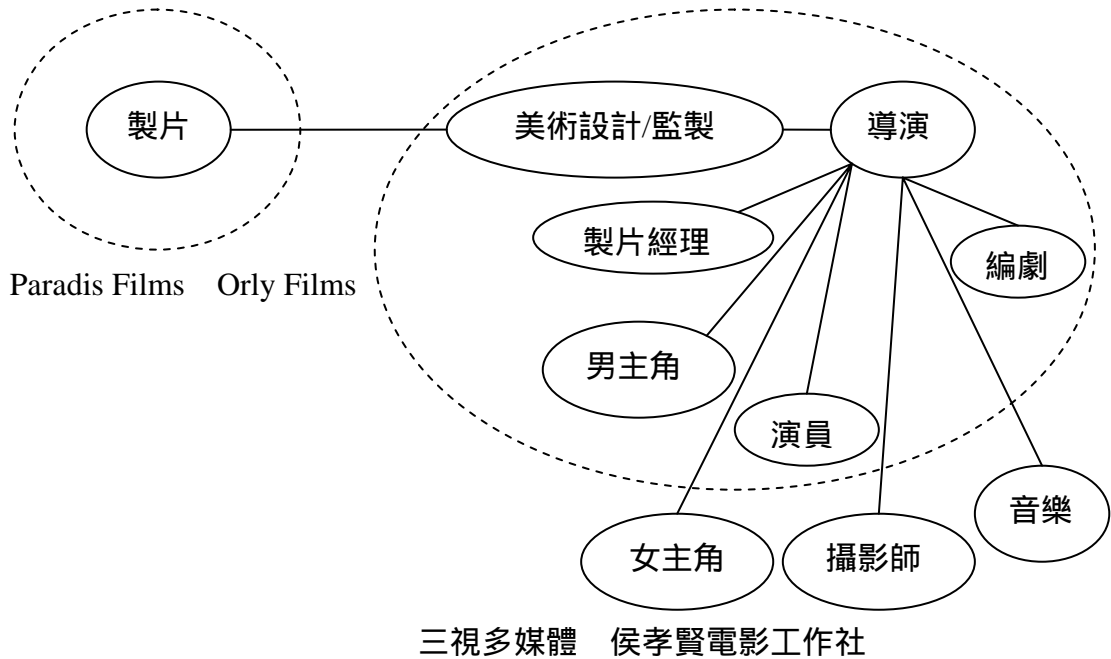 製片
美術設計/監製
導演
製片經理
編劇
Paradis Films Orly Films
男主角
演員
音樂
女主角
攝影師
三視多媒體 侯孝賢電影工作社